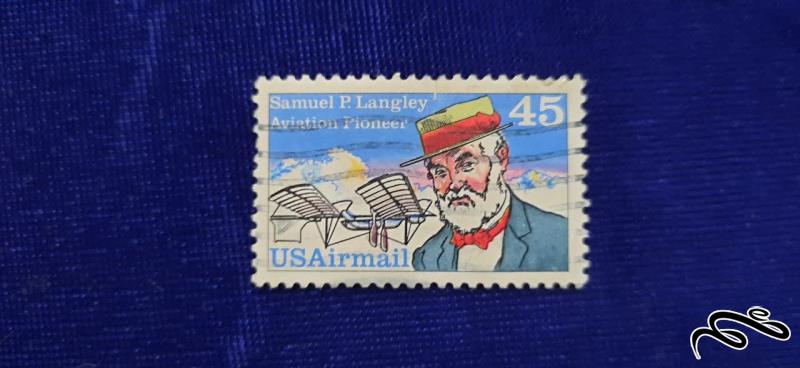 Samuel P. Langley
Aviation Pioneer
45
USAirmail